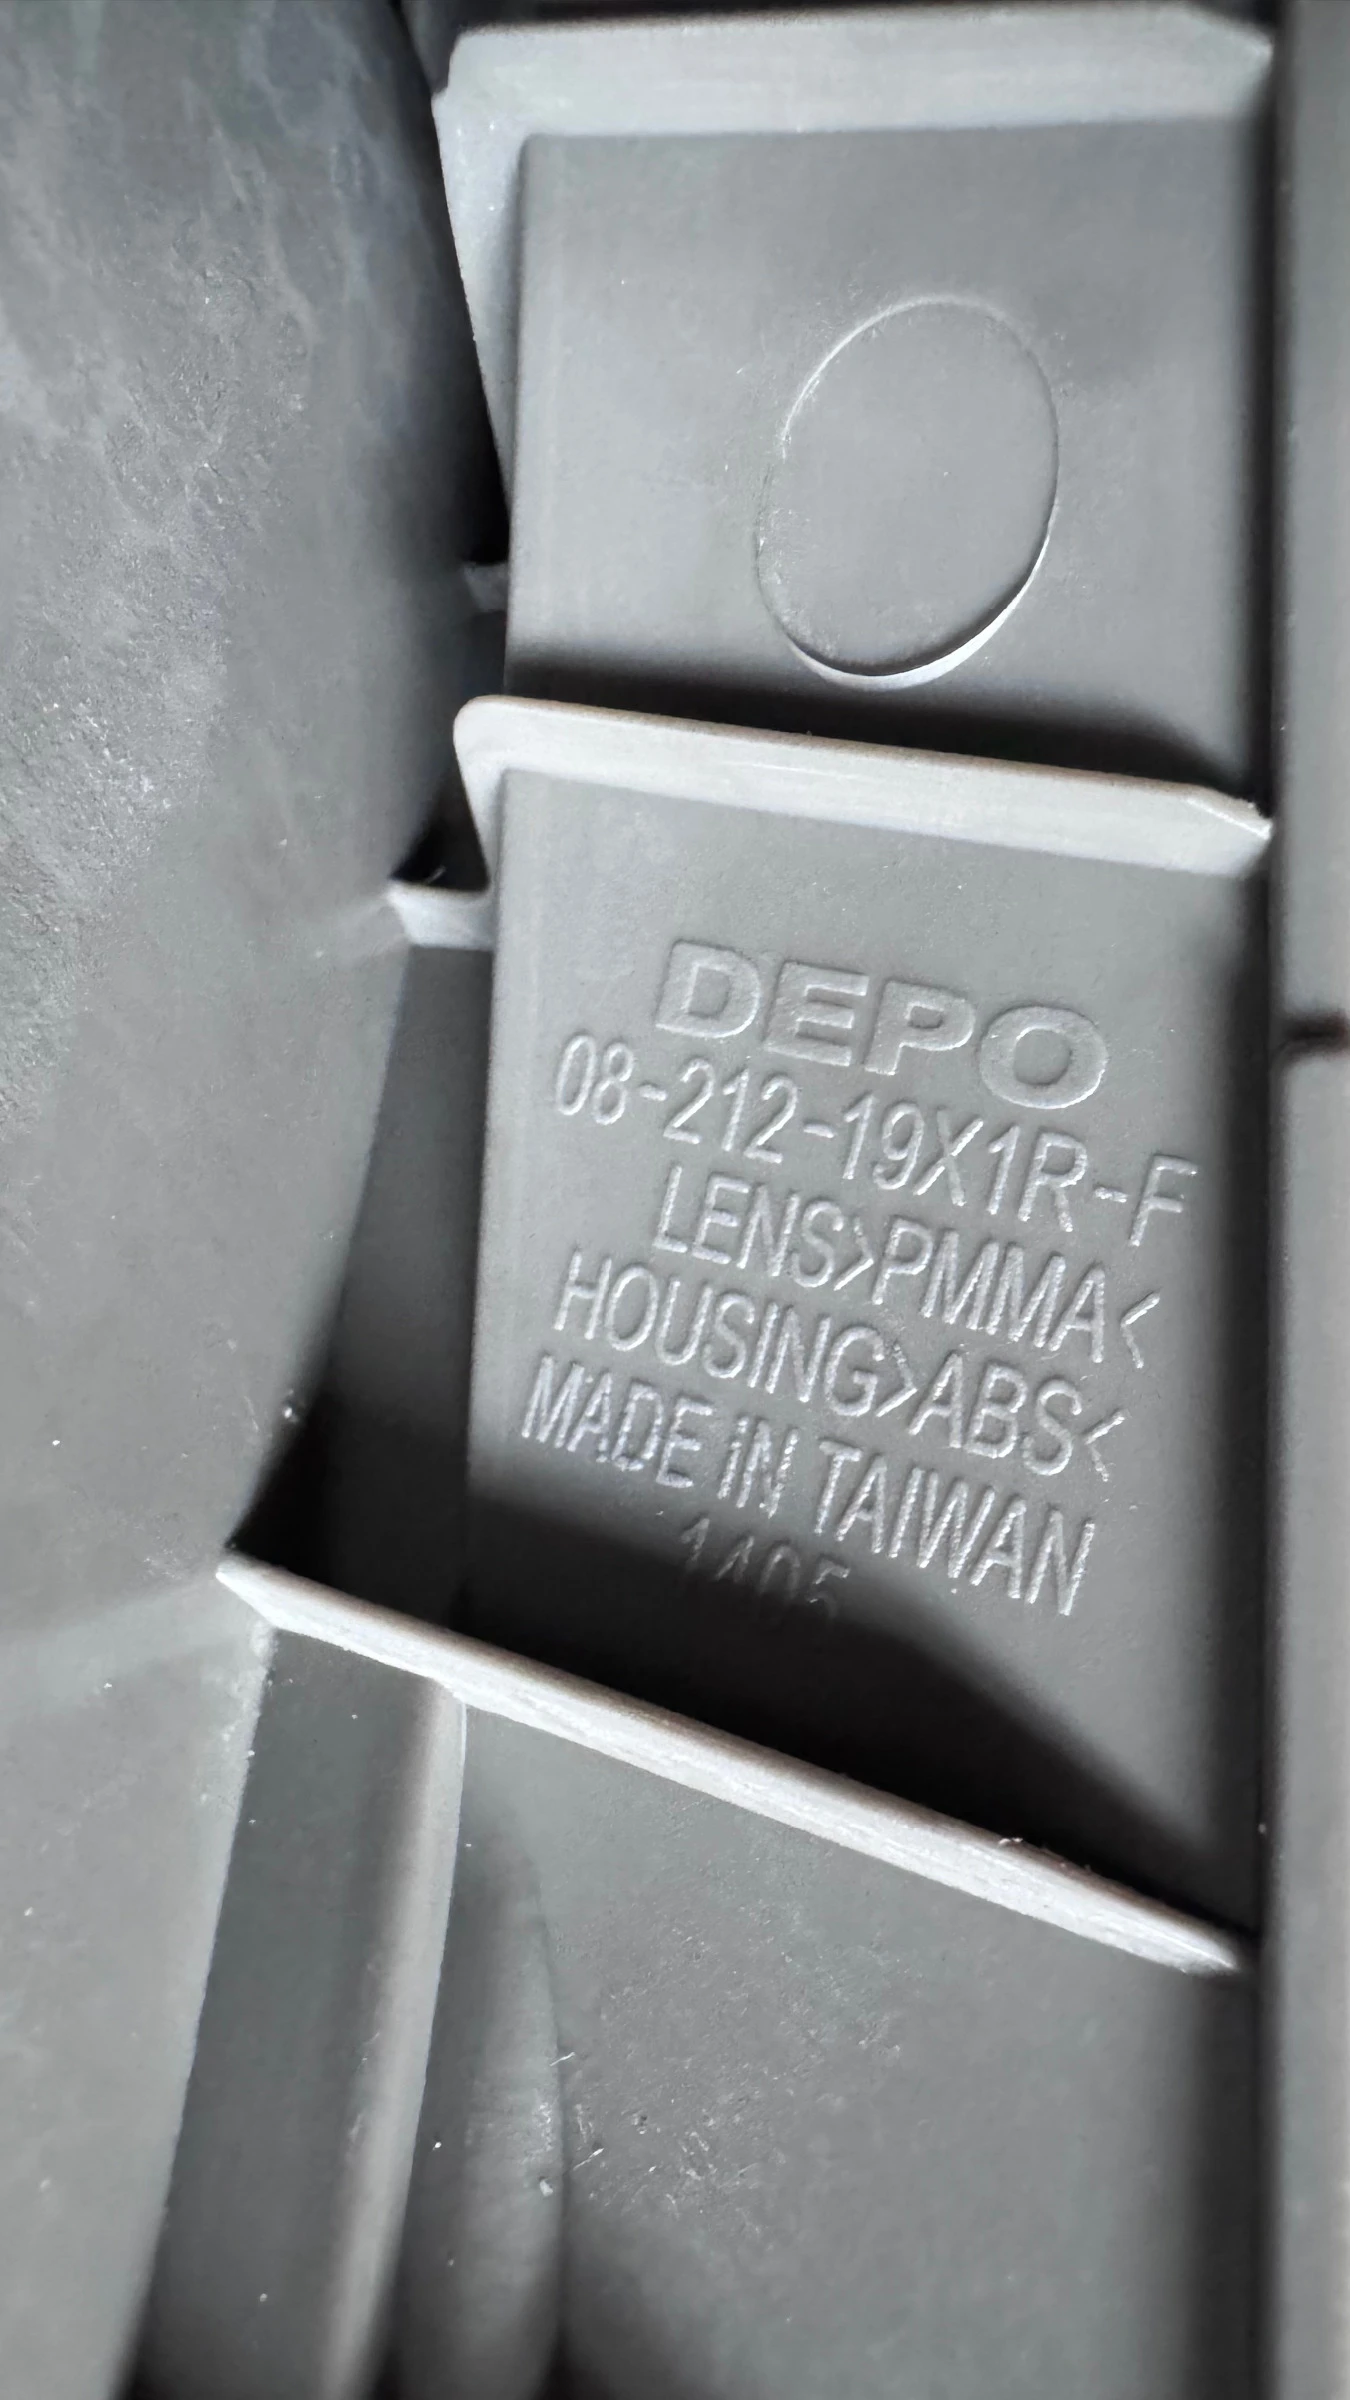 DEPO
08-212-19X1R-F
LENS>PMMA<
HOUSING>ABS<
MADE IN TAIWAN